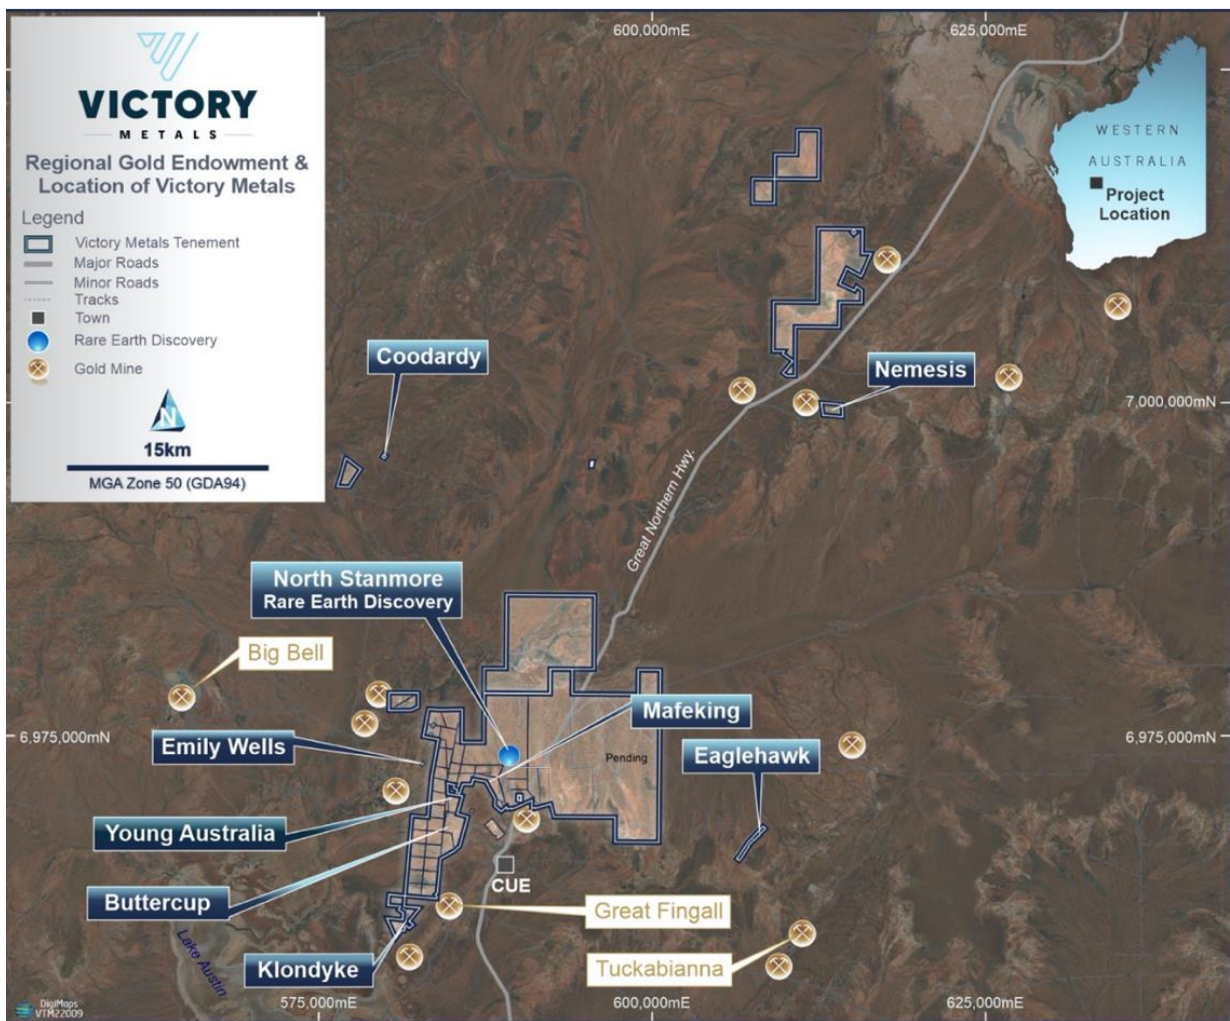 VICTORY
METALS
Regional Gold Endowment &
Location of Victory Metals
Legend
Victory Metals Tenement
Major Roads
Minor Roads
Tracks
Town
Rare Earth Discovery
Gold Mine
N
15km
MGA Zone 50 (GDA94)
600,000mE
625,000mE
WESTERN
AUSTRALIA
Project
Location
Coodardy
Nemesis
7,000,000mN
Great Northern Hwy.
North Stanmore
Rare Earth Discovery
Big Bell
Mafeking
6,975,000mN
6,975,000mN
Emily Wells
Pending
Eaglehawk
Young Australia
CUE
Buttercup
Great Fingall
Lake Austin
Klondyke
Tuckabianna
575,000mE
600,000mE
625,000mE
DigiMaps
VTM22009